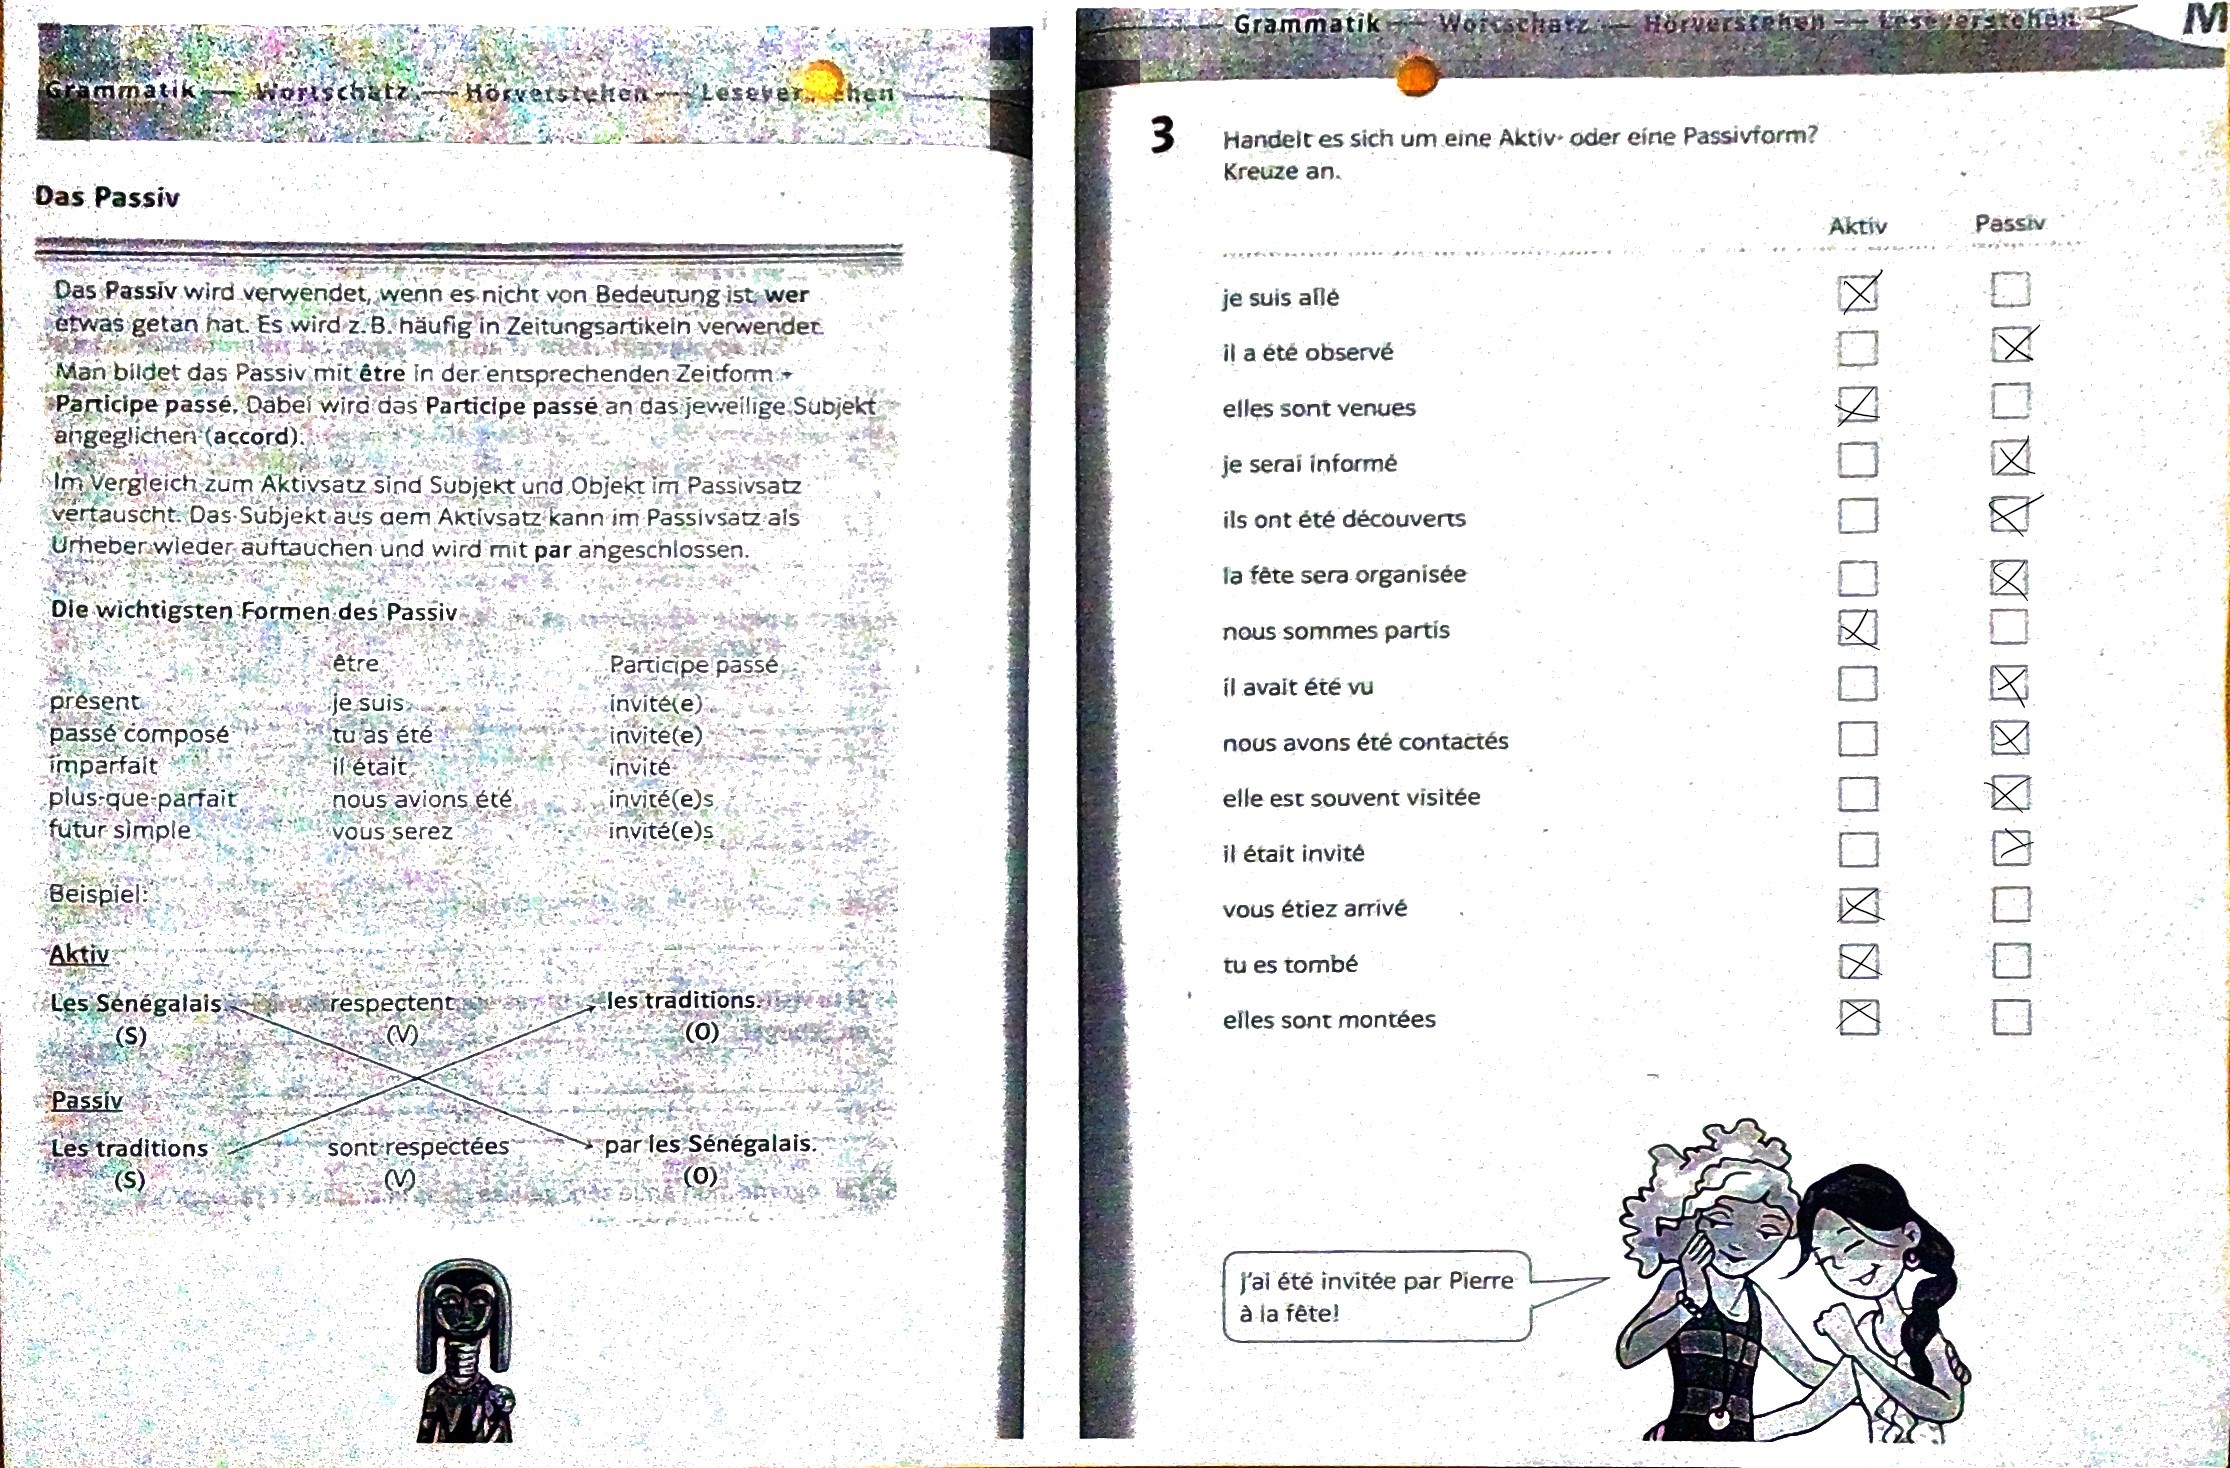 Grammatik — Wortschatz — Hörverstehen — Leseverstehen
Das Passiv
Das Passiv wird verwendet, wenn es nicht von Bedeutung ist, wer
etwas getan hat. Es wird z. B. häufig in Zeitungsartikeln verwendet.
Man bildet das Passiv mit être in der entsprechenden Zeitform +
Participe passé. Dabei wird das Participe passé an das jeweilige Subjekt
angeglichen (accord).
Im Vergleich zum Aktivsatz sind Subjekt und Objekt im Passivsatz
vertauscht. Das Subjekt aus dem Aktivsatz kann im Passivsatz als
Urheber wieder auftauchen und wird mit par angeschlossen.
Die wichtigsten Formen des Passiv
être Participe passé
présent je suis invité(e)
passé composé tu as été invité(e)
imparfait il était invité
plus-que-parfait nous avions été invité(e)s
futur simple vous serez invité(e)s
Beispiel:
Aktiv
Les Sénégalais respectent les traditions.
(S) (V) (O)
Passiv
Les traditions sont respectées par les Sénégalais.
(S) (V) (O)
Grammatik — Wortschatz — Hörverstehen — Leseverstehen
M
3 Handelt es sich um eine Aktiv- oder eine Passivform?
Kreuze an.
Aktiv Passiv
je suis allé
il a été observé
elles sont venues
je serai informé
ils ont été découverts
la fête sera organisée
nous sommes partis
il avait été vu
nous avons été contactés
elle est souvent visitée
il était invité
vous étiez arrivé
tu es tombé
elles sont montées
J'ai été invitée par Pierre
à la fête!